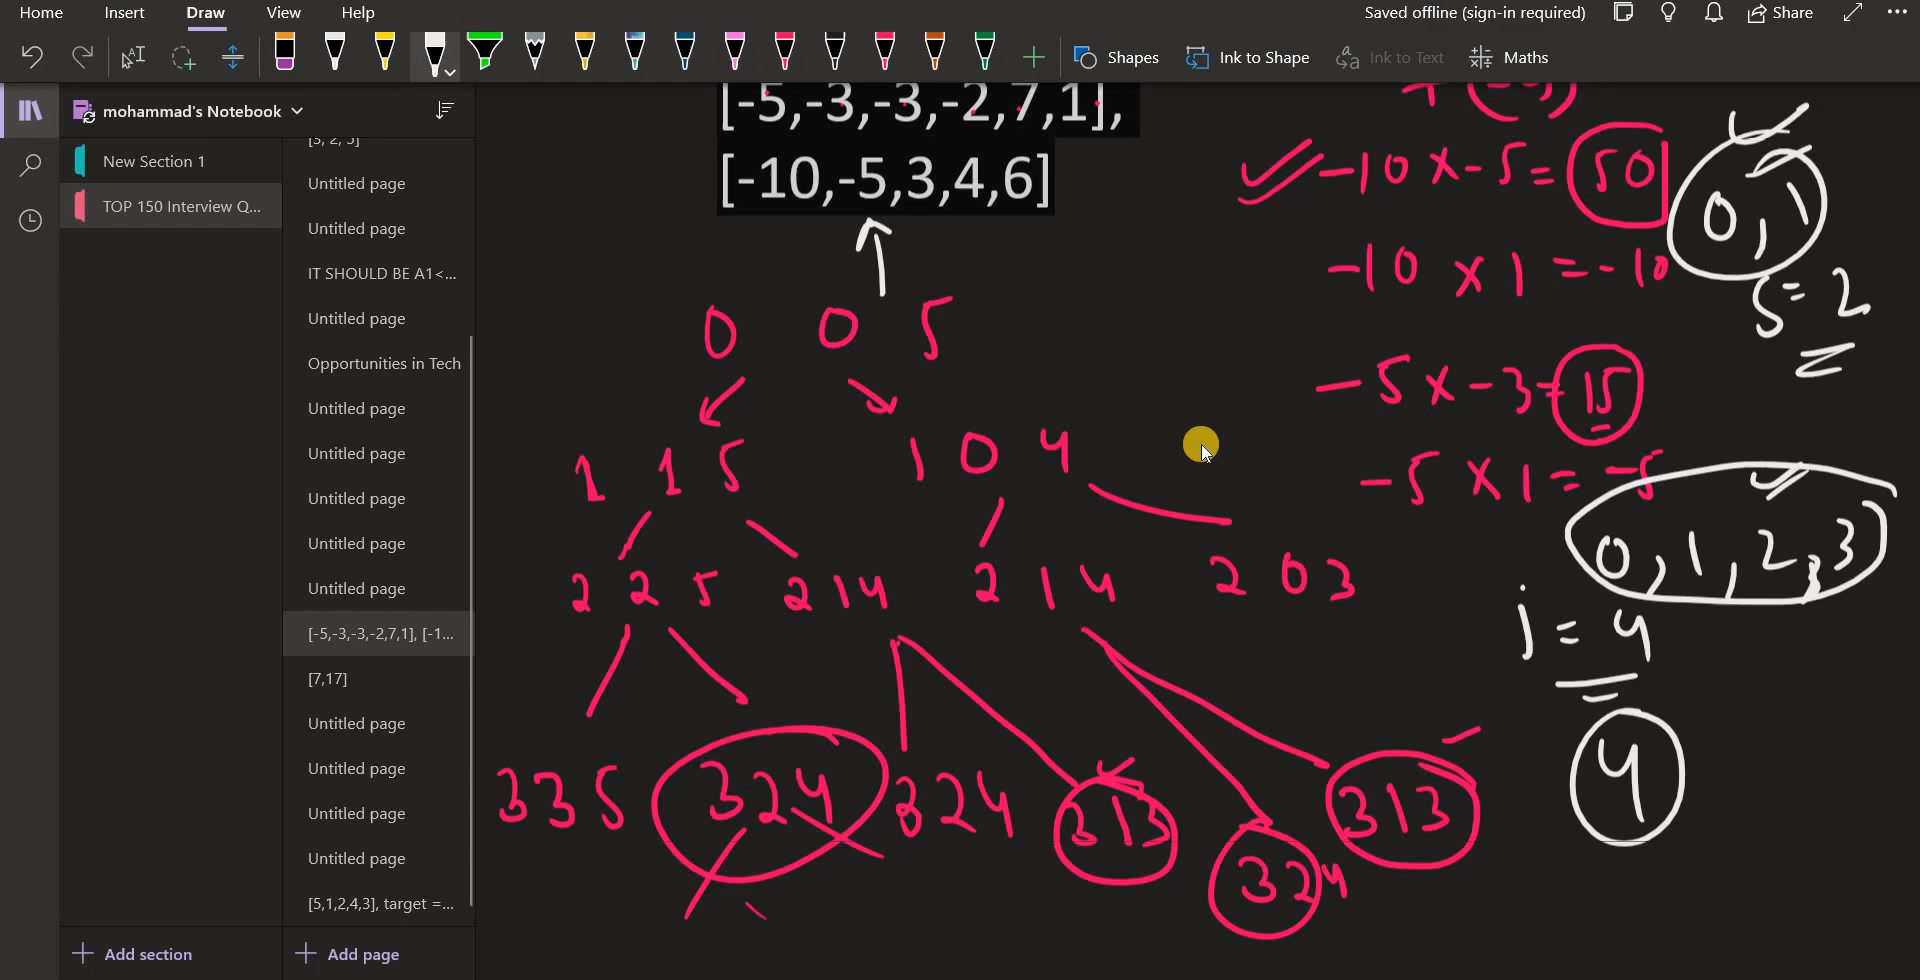 Home Insert Draw View Help Saved offline (sign-in required) Share
Shapes Ink to Shape Ink to Text Maths
mohammad's Notebook
New Section 1
TOP 150 Interview Q...
[3, 2, 5]
Untitled page
Untitled page
IT SHOULD BE A1<...
Untitled page
Opportunities in Tech
Untitled page
Untitled page
Untitled page
Untitled page
Untitled page
[-5,-3,-3,-2,7,1], [-1...
[7,17]
Untitled page
Untitled page
Untitled page
Untitled page
[5,1,2,4,3], target =...
Add section
Add page
[-5,-3,-3,-2,7,1],
[-10,-5,3,4,6]
0 0 5
1 1 5 1 0 4
2 2 5 2 1 4 2 1 4 2 0 3
3 3 5 3 2 4 3 2 4 3 1 3 3 2 4 3 1 3
-10 x -5 = 50
-10 x 1 = -10
-5 x -3 = 15
-5 x 1 = -5
0, 1
S = 2
0, 1, 2, 3
i = 4
4